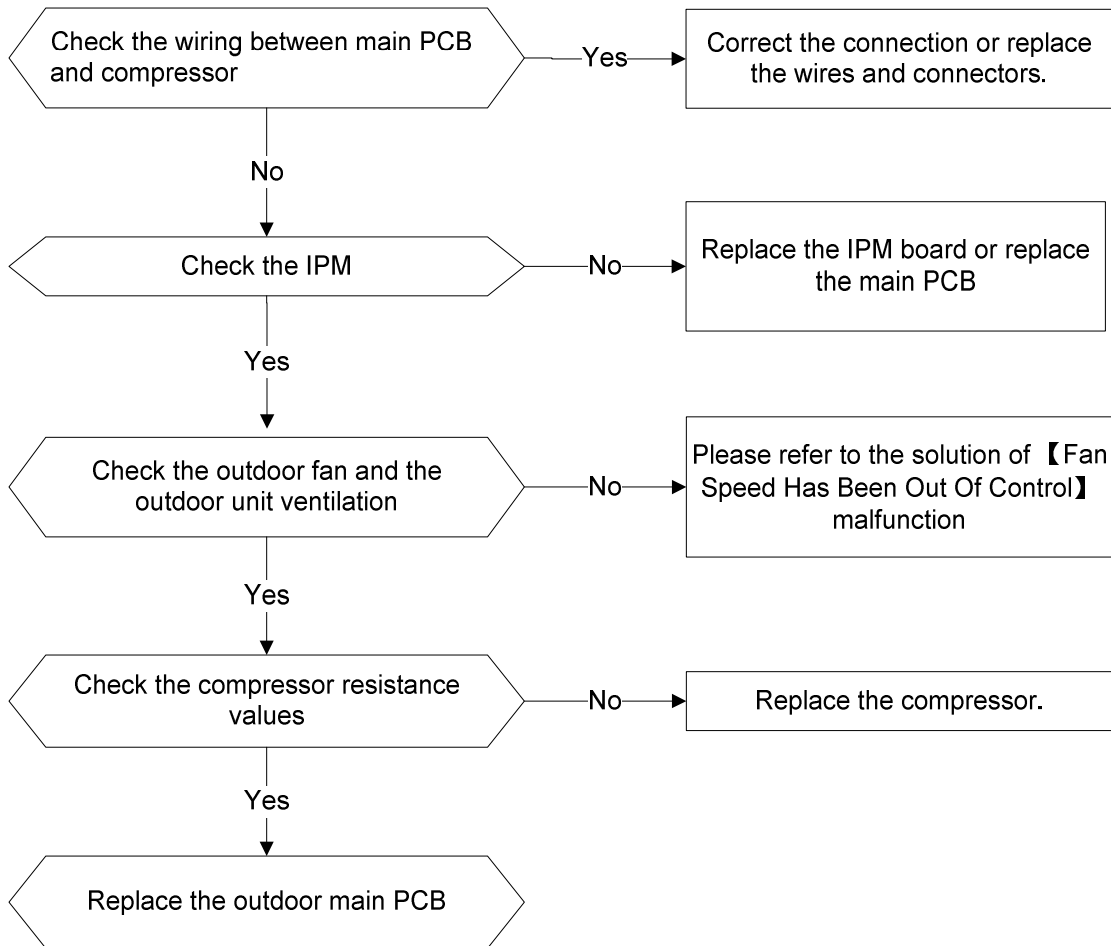 Check the wiring between main PCB
and compressor
Yes
Correct the connection or replace
the wires and connectors.
No
Check the IPM
No
Replace the IPM board or replace
the main PCB
Yes
Check the outdoor fan and the
outdoor unit ventilation
No
Please refer to the solution of 【Fan
Speed Has Been Out Of Control】
malfunction
Yes
Check the compressor resistance
values
No
Replace the compressor.
Yes
Replace the outdoor main PCB